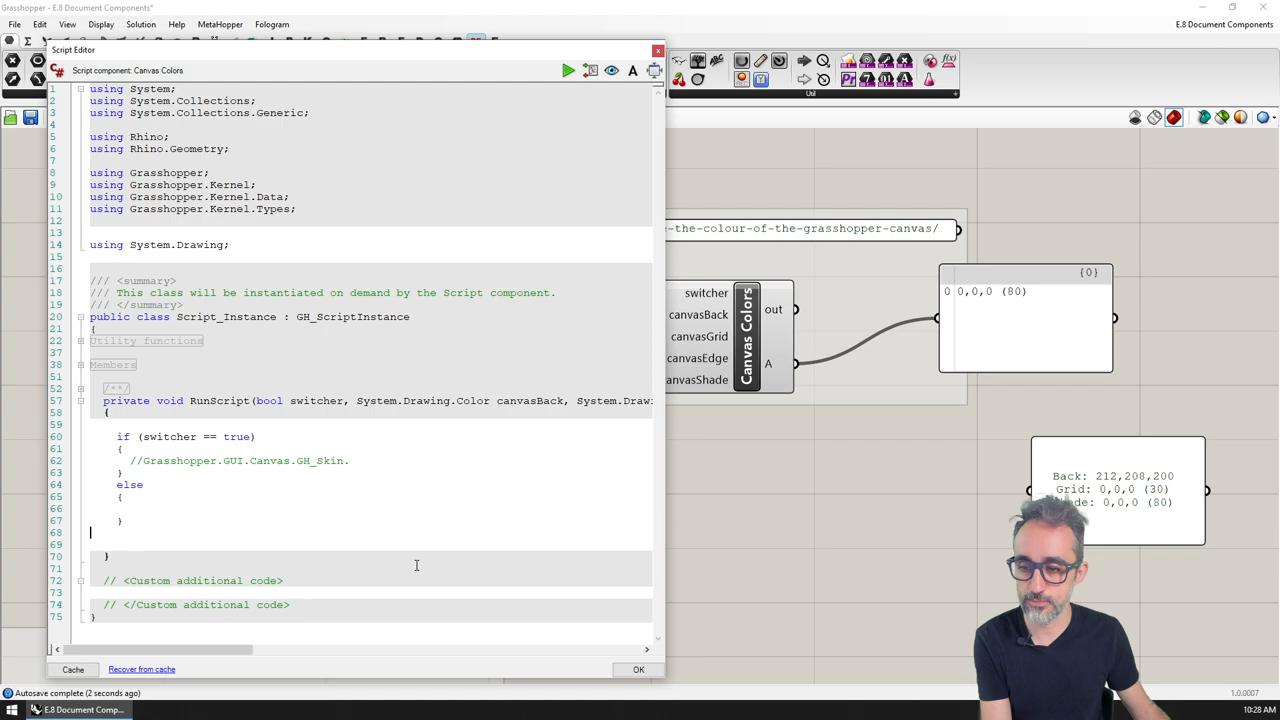 Grasshopper - E.8 Document Components*
File Edit View Display Solution Help MetaHopper Fologram
E.8 Document Components
Script Editor
x
C# Script component: Canvas Colors
A
Util
Pr
1 using System;
2 using System.Collections;
3 using System.Collections.Generic;
4
5 using Rhino;
6 using Rhino.Geometry;
7
8 using Grasshopper;
9 using Grasshopper.Kernel;
10 using Grasshopper.Kernel.Data;
11 using Grasshopper.Kernel.Types;
12
13
14 using System.Drawing;
15
16
17 /// <summary>
18 /// This class will be instantiated on demand by the Script component.
19 /// </summary>
20 public class Script_Instance : GH_ScriptInstance
21 {
22 Utility functions
38 Members
51
52 /**/
57 private void RunScript(bool switcher, System.Drawing.Color canvasBack, System.Draw
58 {
59
60 if (switcher == true)
61 {
62 //Grasshopper.GUI.Canvas.GH_Skin.
63 }
64 else
65 {
66
67 }
68
69
70 }
71
72 // <Custom additional code>
73
74 // </Custom additional code>
75 }
Cache Recover from cache OK
e-the-colour-of-the-grasshopper-canvas/
switcher
canvasBack
canvasGrid
canvasEdge
anvasShade
Canvas Colors
out
A
{0}
0 0,0,0 (80)
Back: 212,208,200
Grid: 0,0,0 (30)
de: 0,0,0 (80)
Autosave complete (2 seconds ago)
1.0.0007
E.8 Document Comp...
10:28 AM